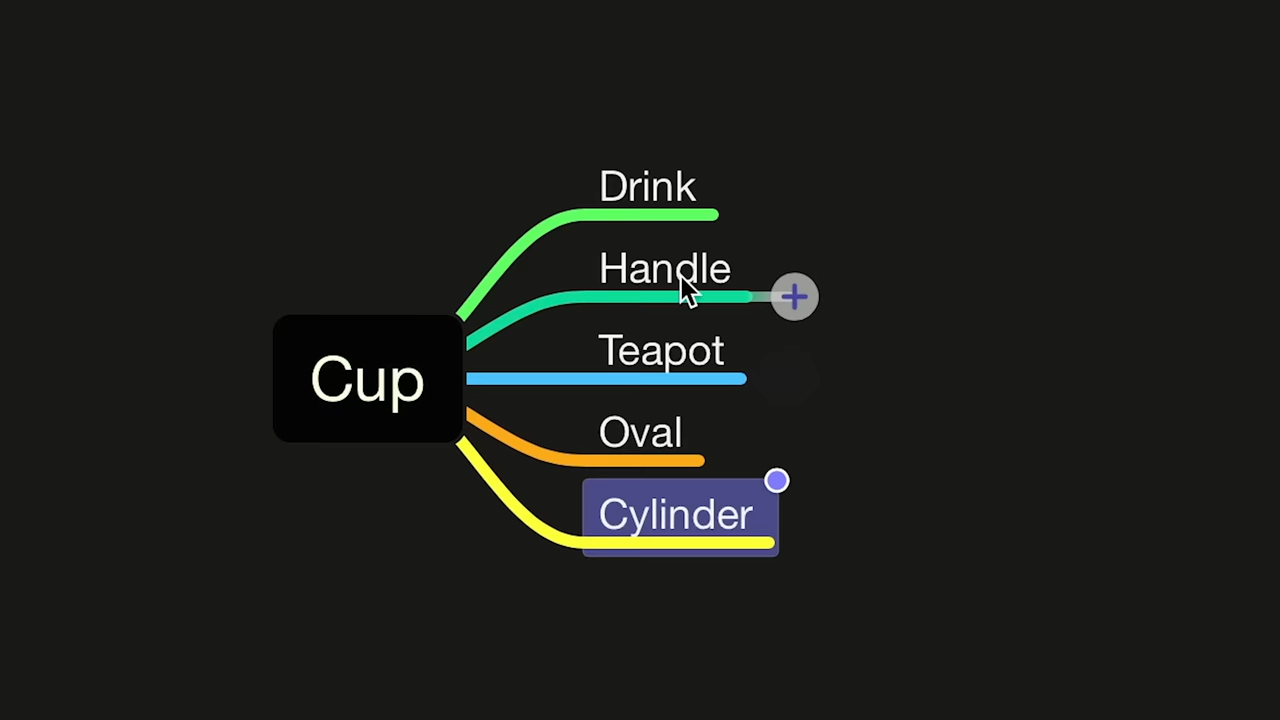 Drink
Handle
Teapot
Cup
Oval
Cylinder